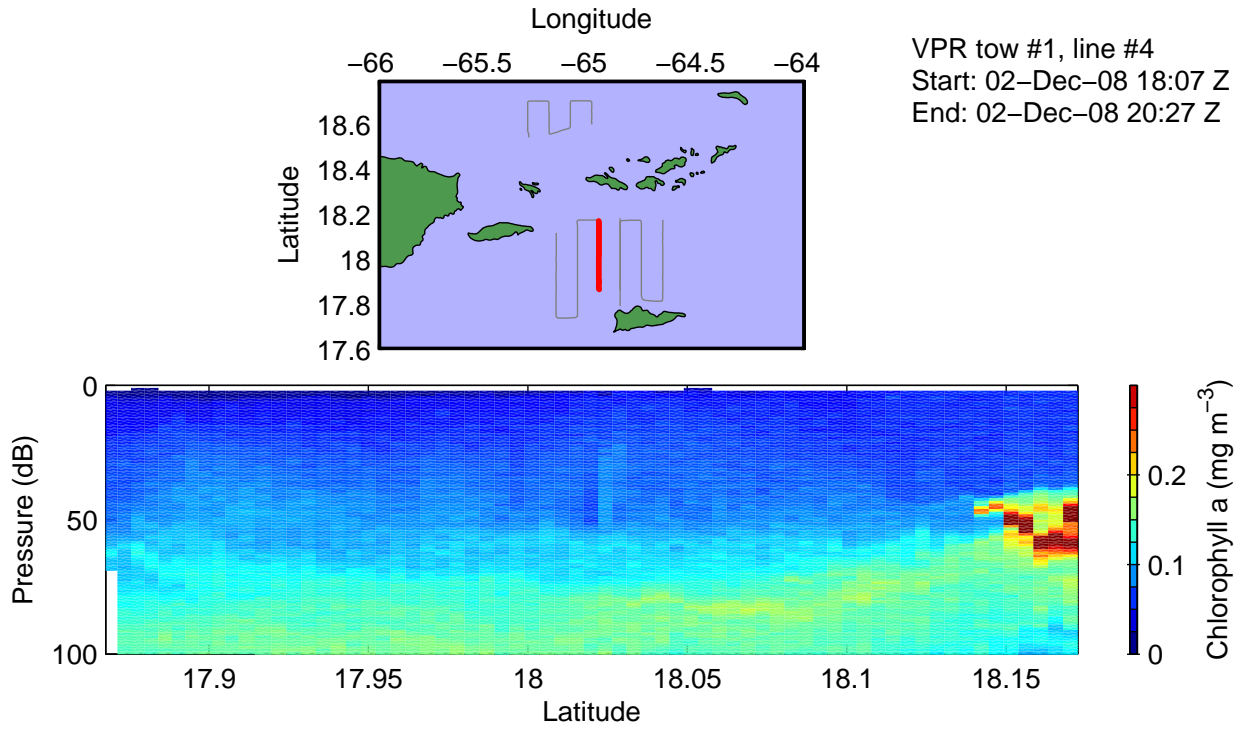 Longitude
−66 −65.5 −65 −64.5 −64
VPR tow #1, line #4
Start: 02−Dec−08 18:07 Z
End: 02−Dec−08 20:27 Z
Latitude
18.6
18.4
18.2
18
17.8
17.6
Pressure (dB)
0
50
100
17.9 17.95 18 18.05 18.1 18.15
Latitude
0.2
0.1
0
Chlorophyll a (mg m⁻³)